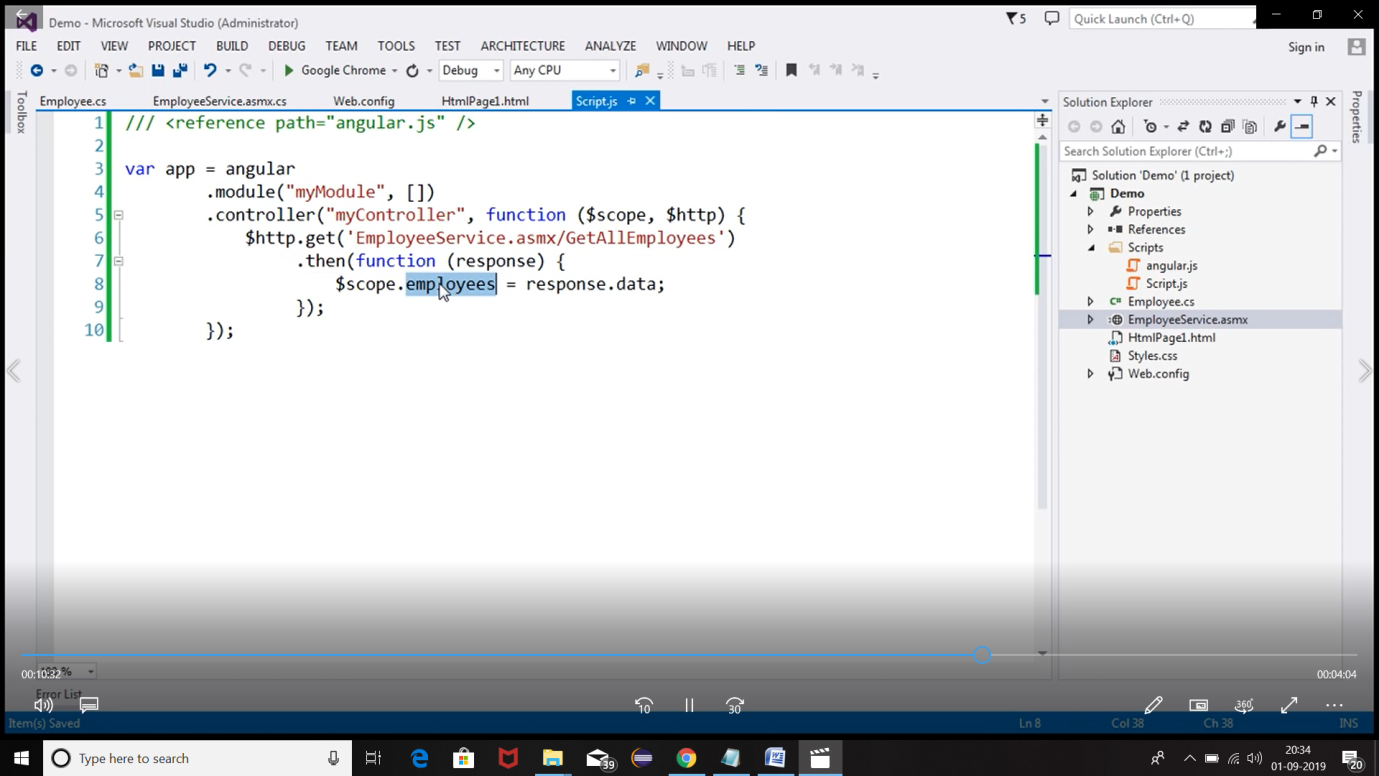 Demo - Microsoft Visual Studio (Administrator)
5
Quick Launch (Ctrl+Q)
FILE EDIT VIEW PROJECT BUILD DEBUG TEAM TOOLS TEST ARCHITECTURE ANALYZE WINDOW HELP
Sign in
Google Chrome
Debug
Any CPU
Toolbox
Employee.cs EmployeeService.asmx.cs Web.config HtmlPage1.html Script.js
1 /// <reference path="angular.js" />
2
3 var app = angular
4 .module("myModule", [])
5 .controller("myController", function ($scope, $http) {
6 $http.get('EmployeeService.asmx/GetAllEmployees')
7 .then(function (response) {
8 $scope.employees = response.data;
9 });
10 });
Solution Explorer
Search Solution Explorer (Ctrl+;)
Solution 'Demo' (1 project)
Demo
Properties
References
Scripts
angular.js
Script.js
Employee.cs
EmployeeService.asmx
HtmlPage1.html
Styles.css
Web.config
Properties
00:10:32
00:04:04
Error List
10
30
360
Item(s) Saved
Ln 8 Col 38 Ch 38 INS
Type here to search
39
20:34
01-09-2019
20